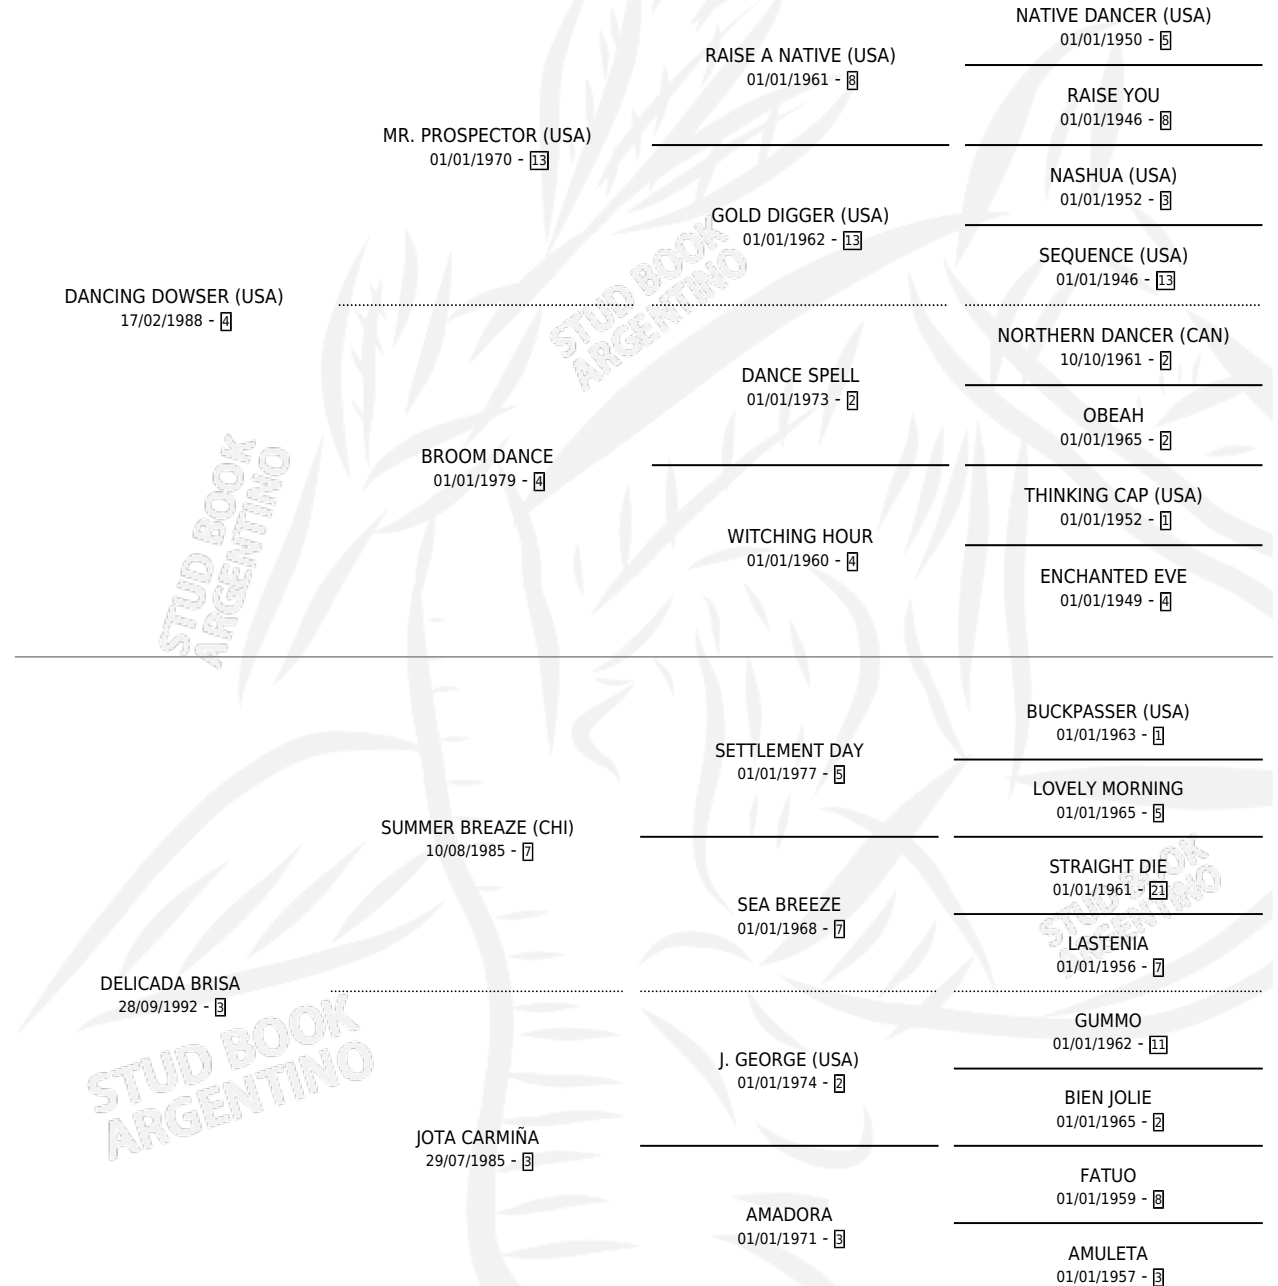 NATIVE DANCER (USA)
01/01/1950 - 5
RAISE A NATIVE (USA)
01/01/1961 - 8
RAISE YOU
01/01/1946 - 8
MR. PROSPECTOR (USA)
01/01/1970 - 13
NASHUA (USA)
01/01/1952 - 3
GOLD DIGGER (USA)
01/01/1962 - 13
SEQUENCE (USA)
01/01/1946 - 13
DANCING DOWSER (USA)
17/02/1988 - 4
STUD BOOK
ARGENTINO
NORTHERN DANCER (CAN)
10/10/1961 - 2
DANCE SPELL
01/01/1973 - 2
OBEAH
01/01/1965 - 2
BROOM DANCE
01/01/1979 - 4
THINKING CAP (USA)
01/01/1952 - 1
WITCHING HOUR
01/01/1960 - 4
ENCHANTED EVE
01/01/1949 - 4
STUD BOOK
ARGENTINO
BUCKPASSER (USA)
01/01/1963 - 1
SETTLEMENT DAY
01/01/1977 - 5
LOVELY MORNING
01/01/1965 - 5
SUMMER BREAZE (CHI)
10/08/1985 - 7
STRAIGHT DIE
01/01/1961 - 21
SEA BREEZE
01/01/1968 - 7
LASTENIA
01/01/1956 - 7
STUD BOOK
ARGENTINO
DELICADA BRISA
28/09/1992 - 3
GUMMO
01/01/1962 - 11
J. GEORGE (USA)
01/01/1974 - 2
BIEN JOLIE
01/01/1965 - 2
STUD BOOK
ARGENTINO
JOTA CARMIÑA
29/07/1985 - 3
FATUO
01/01/1959 - 8
AMADORA
01/01/1971 - 3
AMULETA
01/01/1957 - 3